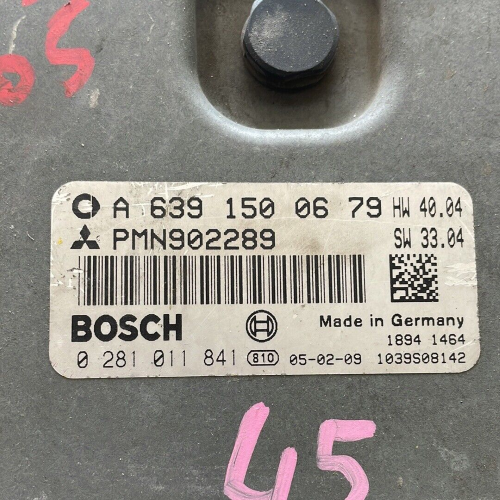 A 639 150 06 79 HW 40.04
PMN902289 SW 33.04
BOSCH Made in Germany
1894 1464
0 281 011 841 810 05-02-09 1039S08142
45